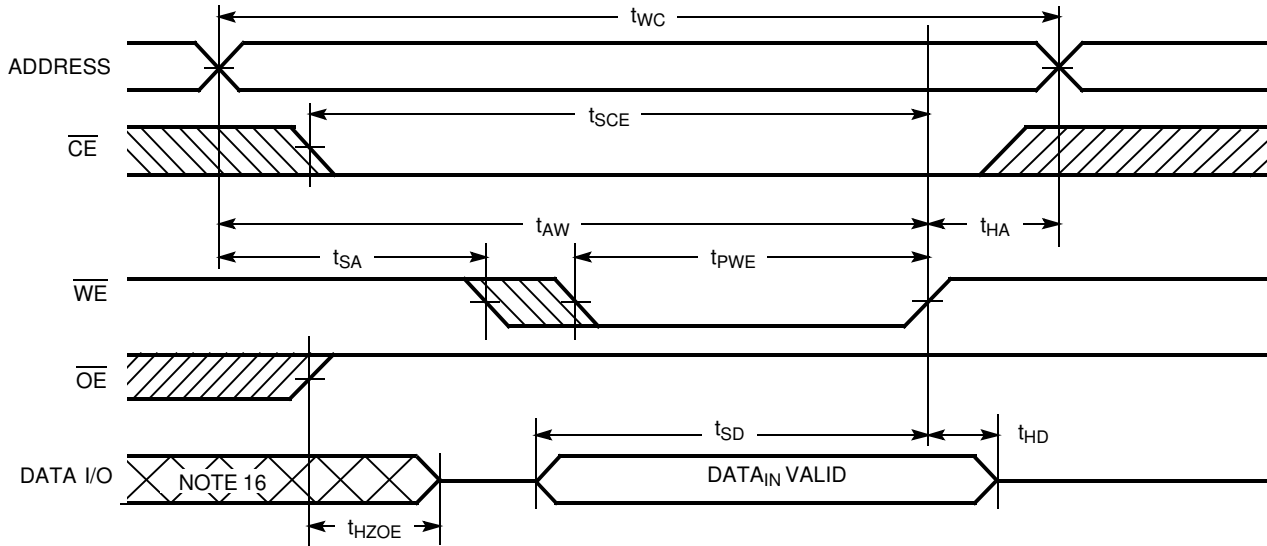 tWC
ADDRESS
tSCE
CE
tAW
tHA
tSA
tPWE
WE
OE
tSD
tHD
DATA I/O
NOTE 16
DATAIN VALID
tHZOE